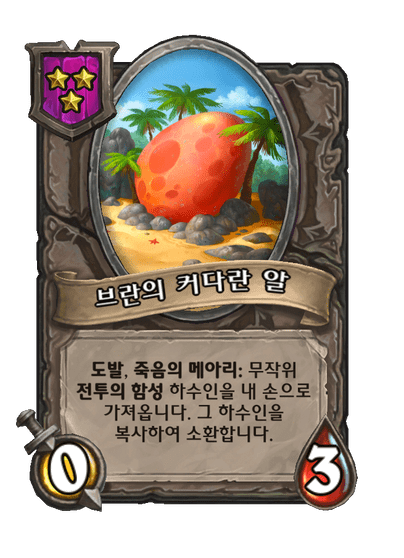 브란의 커다란 알
도발, 죽음의 메아리: 무작위
전투의 함성 하수인을 내 손으로
가져옵니다. 그 하수인을
복사하여 소환합니다.
0
3